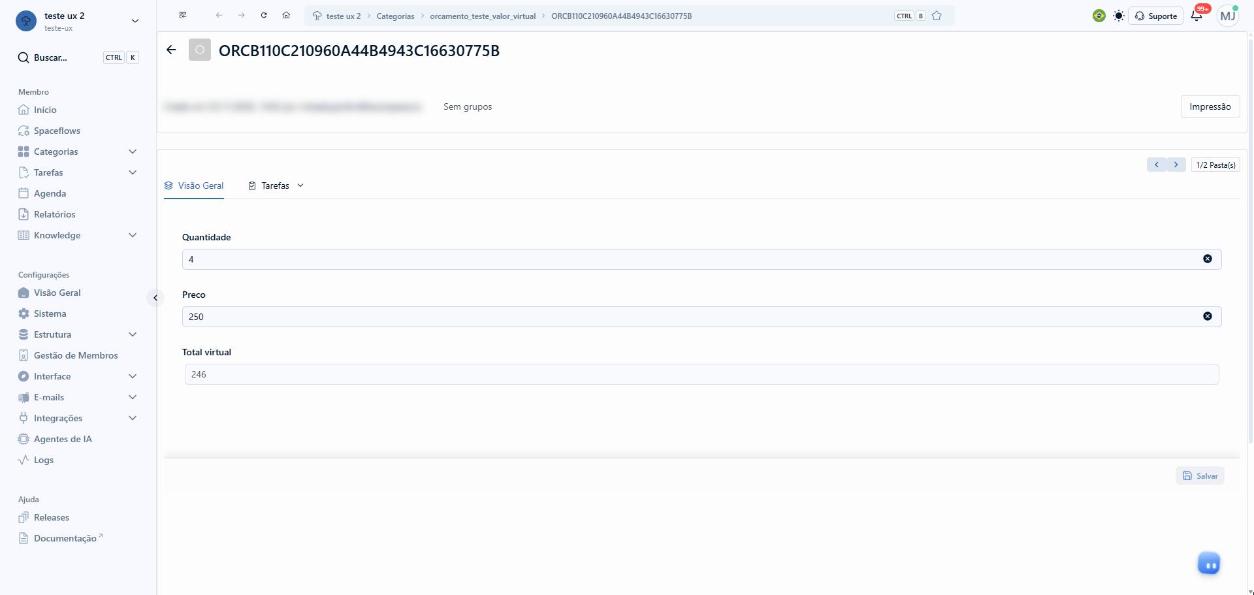 teste ux 2
teste-ux
teste ux 2 > Categorias > orcamento_teste_valor_virtual > ORCB110C210960A44B4943C16630775B
CTRL B
Suporte
99+
MJ
Buscar...
CTRL K
Membro
Início
Spaceflows
Categorias
Tarefas
Agenda
Relatórios
Knowledge
Configurações
Visão Geral
Sistema
Estrutura
Gestão de Membros
Interface
E-mails
Integrações
Agentes de IA
Logs
Ajuda
Releases
Documentação
ORCB110C210960A44B4943C16630775B
Sem grupos
Impressão
1/2 Pasta(s)
Visão Geral
Tarefas
Quantidade
4
Preco
250
Total virtual
246
Salvar